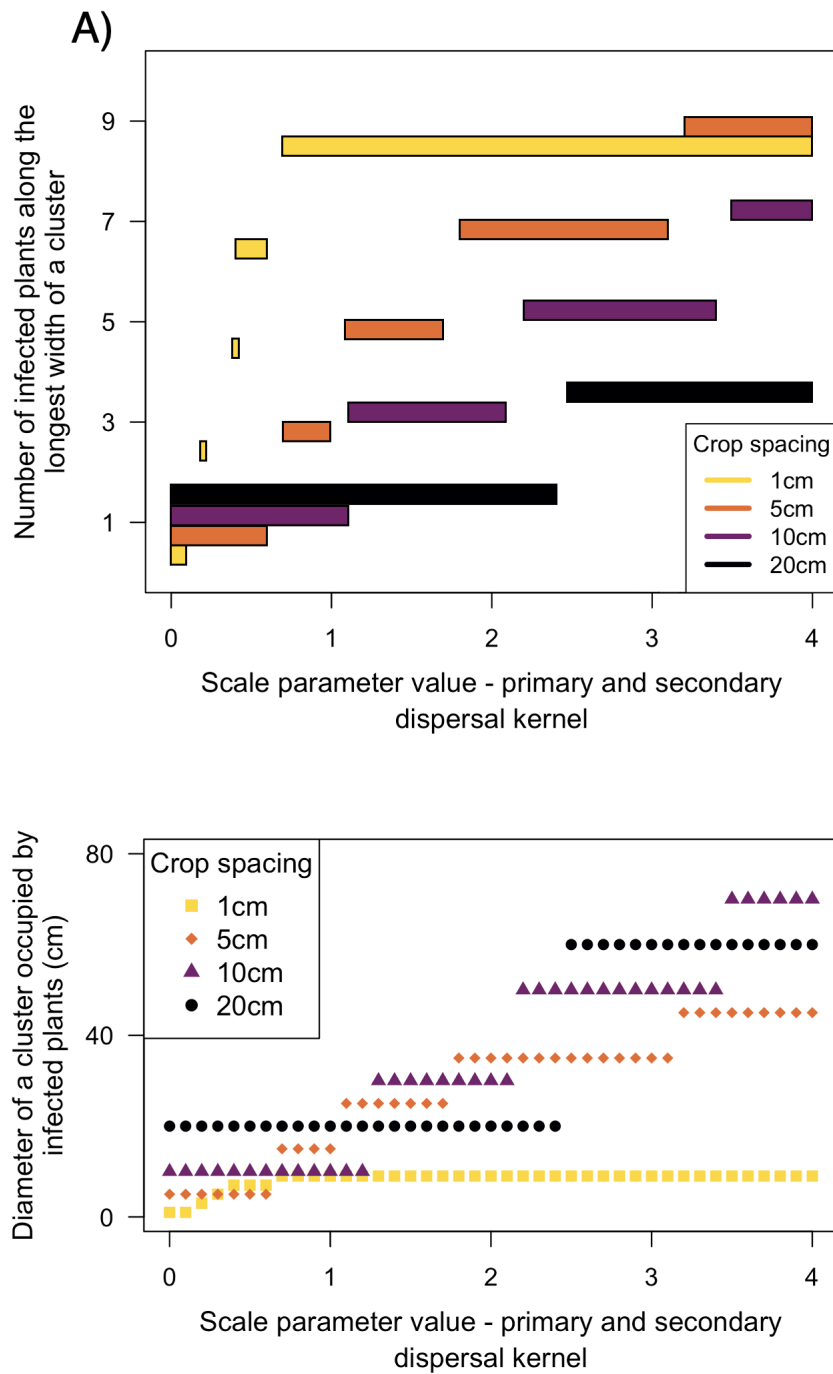 A)
Number of infected plants along the
longest width of a cluster
9
7
5
3
1
Crop spacing
1cm
5cm
10cm
20cm
0 1 2 3 4
Scale parameter value - primary and secondary
dispersal kernel
Diameter of a cluster occupied by
infected plants (cm)
80
40
0
Crop spacing
1cm
5cm
10cm
20cm
0 1 2 3 4
Scale parameter value - primary and secondary
dispersal kernel